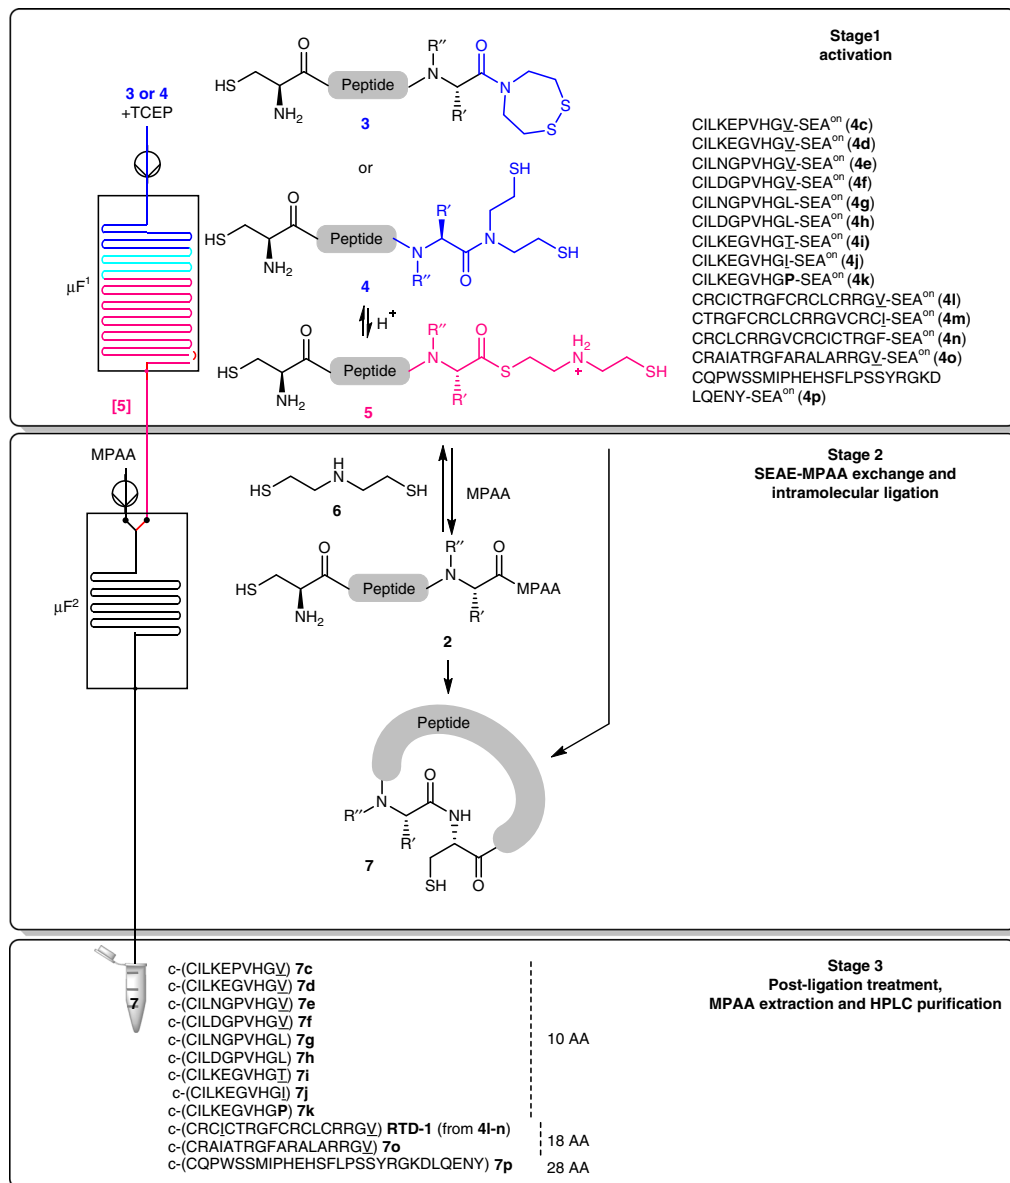 Stage1
activation
3 or 4
+TCEP
μF1
[5]
HS
O
NH2
Peptide
R″
N
R′
O
N
S
S
3
or
HS
O
NH2
Peptide
N
R″
R′
O
N
SH
SH
4
H+
HS
O
NH2
Peptide
R″
N
R′
O
S
H2
N
+
SH
5
CILKEPVHGV-SEAon (4c)
CILKEGVHGV-SEAon (4d)
CILNGPVHGV-SEAon (4e)
CILDGPVHGV-SEAon (4f)
CILNGPVHGL-SEAon (4g)
CILDGPVHGL-SEAon (4h)
CILKEGVHGT-SEAon (4i)
CILKEGVHGI-SEAon (4j)
CILKEGVHGP-SEAon (4k)
CRCICTRGFCRCLCRRGV-SEAon (4l)
CTRGFCRCLCRRGVCRCI-SEAon (4m)
CRCLCRRGVCRCICTRGF-SEAon (4n)
CRAIATRGFARALARRGV-SEAon (4o)
CQPWSSMIPHEHSFLPSSYRGKD
LQENY-SEAon (4p)
Stage 2
SEAE-MPAA exchange and
intramolecular ligation
MPAA
μF2
HS
H
N
SH
6
MPAA
HS
O
NH2
Peptide
R″
N
R′
O
MPAA
2
Peptide
R″
N
R′
O
NH
SH
O
7
Stage 3
Post-ligation treatment,
MPAA extraction and HPLC purification
7
c-(CILKEPVHGV) 7c
c-(CILKEGVHGV) 7d
c-(CILNGPVHGV) 7e
c-(CILDGPVHGV) 7f
c-(CILNGPVHGL) 7g
c-(CILDGPVHGL) 7h
c-(CILKEGVHGT) 7i
c-(CILKEGVHGI) 7j
c-(CILKEGVHGP) 7k
10 AA
c-(CRCICTRGFCRCLCRRGV) RTD-1 (from 4l-n)
c-(CRAIATRGFARALARRGV) 7o
18 AA
c-(CQPWSSMIPHEHSFLPSSYRGKDLQENY) 7p
28 AA